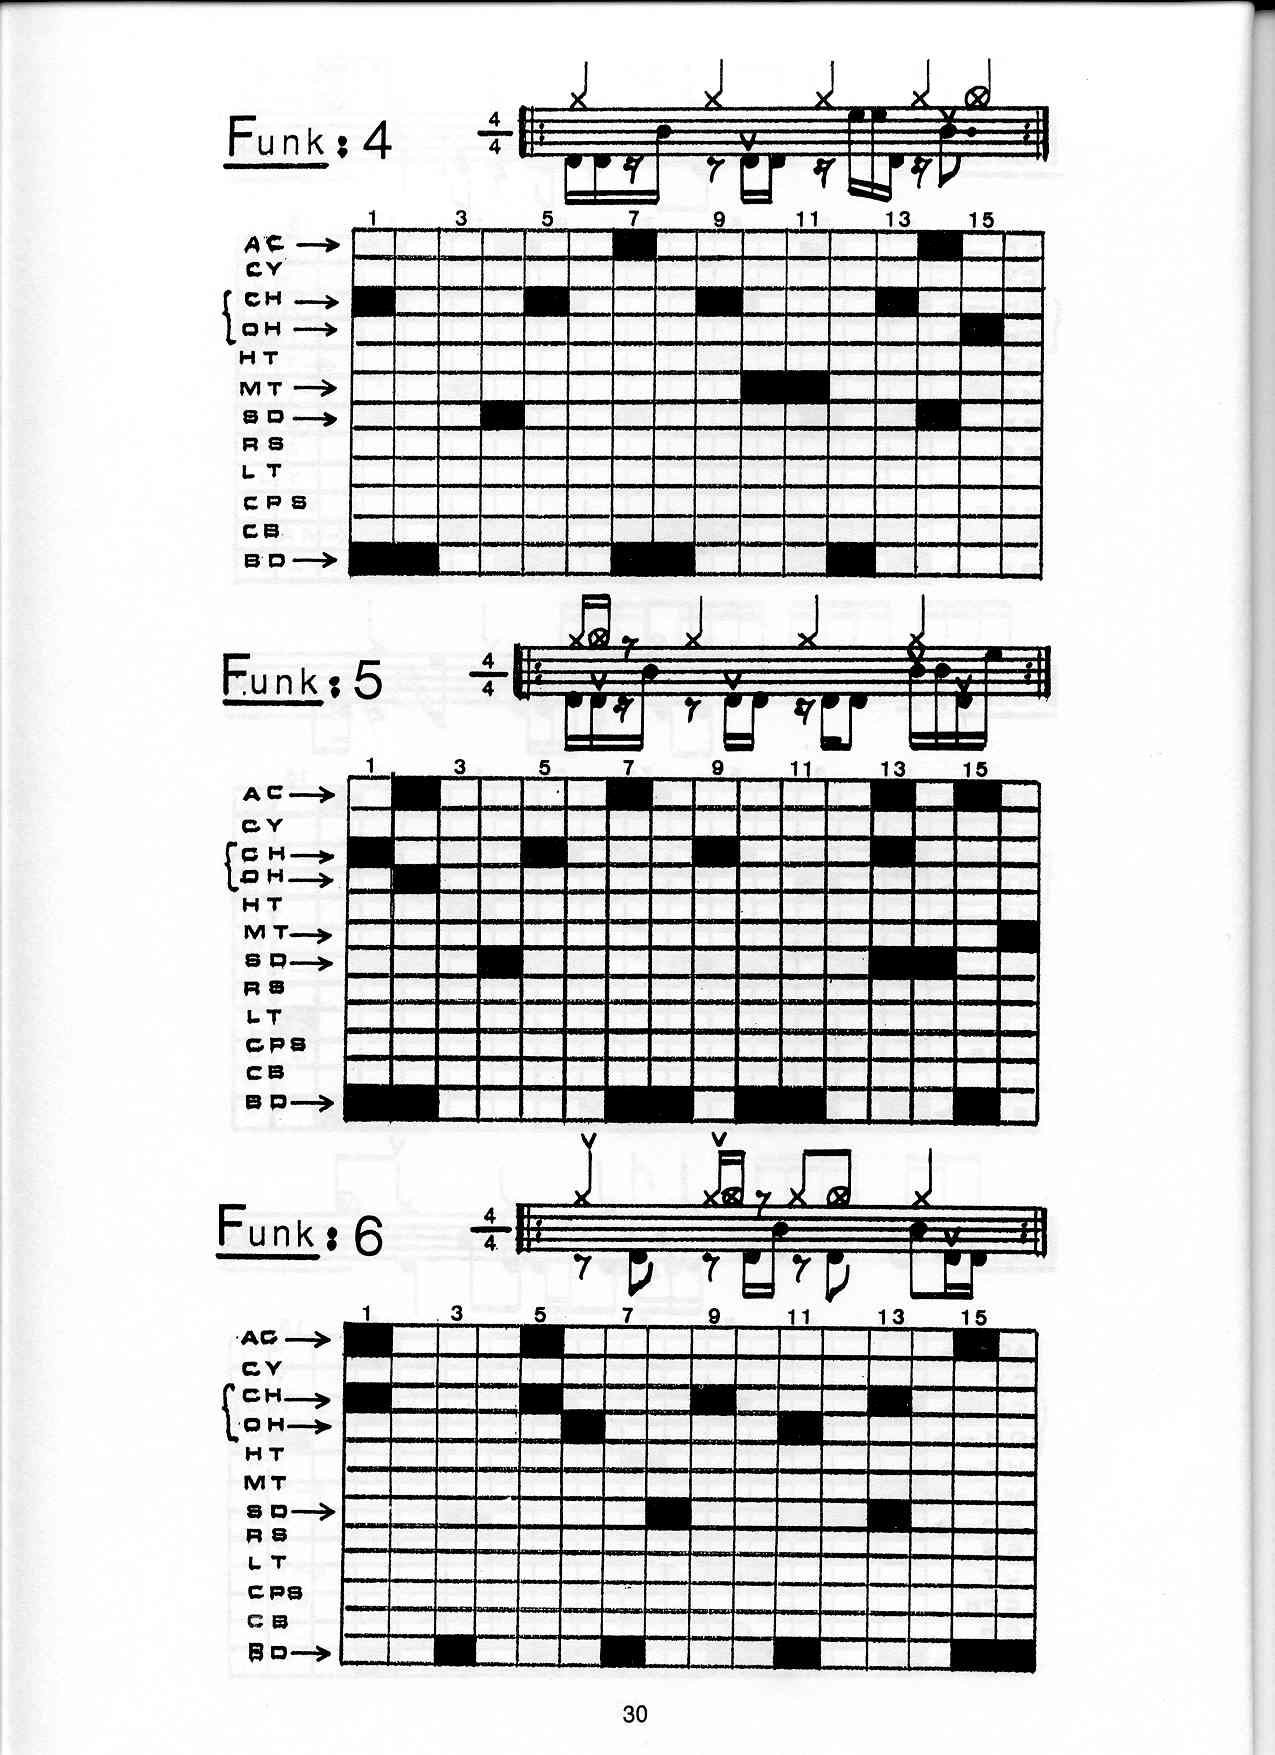 Funk: 4
4
4
1 3 5 7 9 11 13 15
AC →
CY
CH →
OH →
HT
MT →
SD →
RS
LT
CPS
CB
BD →
Funk: 5
4
4
1 3 5 7 9 11 13 15
AC →
CY
CH →
OH →
HT
MT →
SD →
RS
LT
CPS
CB
BD →
Funk: 6
4
4
1 3 5 7 9 11 13 15
AC →
CY
CH →
OH →
HT
MT
SD →
RS
LT
CPS
CB
BD →
30